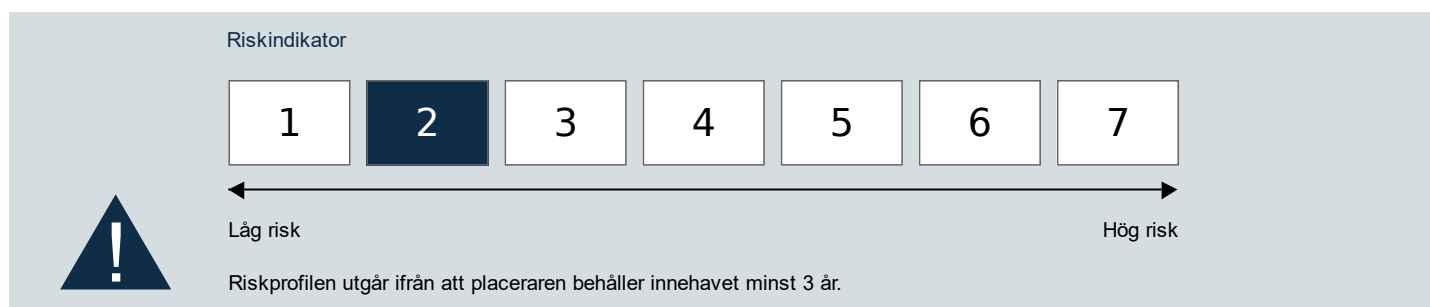 Riskindikator
1 2 3 4 5 6 7
Låg risk Hög risk
!
Riskprofilen utgår ifrån att placeraren behåller innehavet minst 3 år.